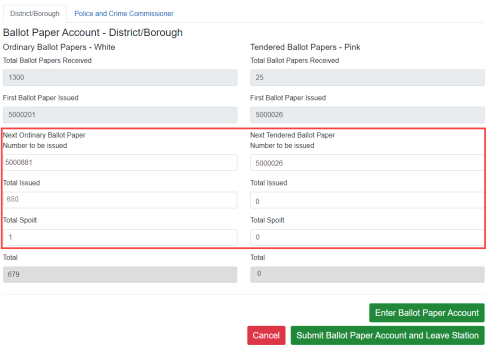 District/Borough Police and Crime Commissioner
Ballot Paper Account - District/Borough
Ordinary Ballot Papers - White
Total Ballot Papers Received
1300
First Ballot Paper Issued
5000201
Next Ordinary Ballot Paper
Number to be issued
5000881
Total Issued
680
Total Spoilt
1
Total
679
Tendered Ballot Papers - Pink
Total Ballot Papers Received
25
First Ballot Paper Issued
5000026
Next Tendered Ballot Paper
Number to be issued
5000026
Total Issued
0
Total Spoilt
0
Total
0
Enter Ballot Paper Account
Cancel Submit Ballot Paper Account and Leave Station